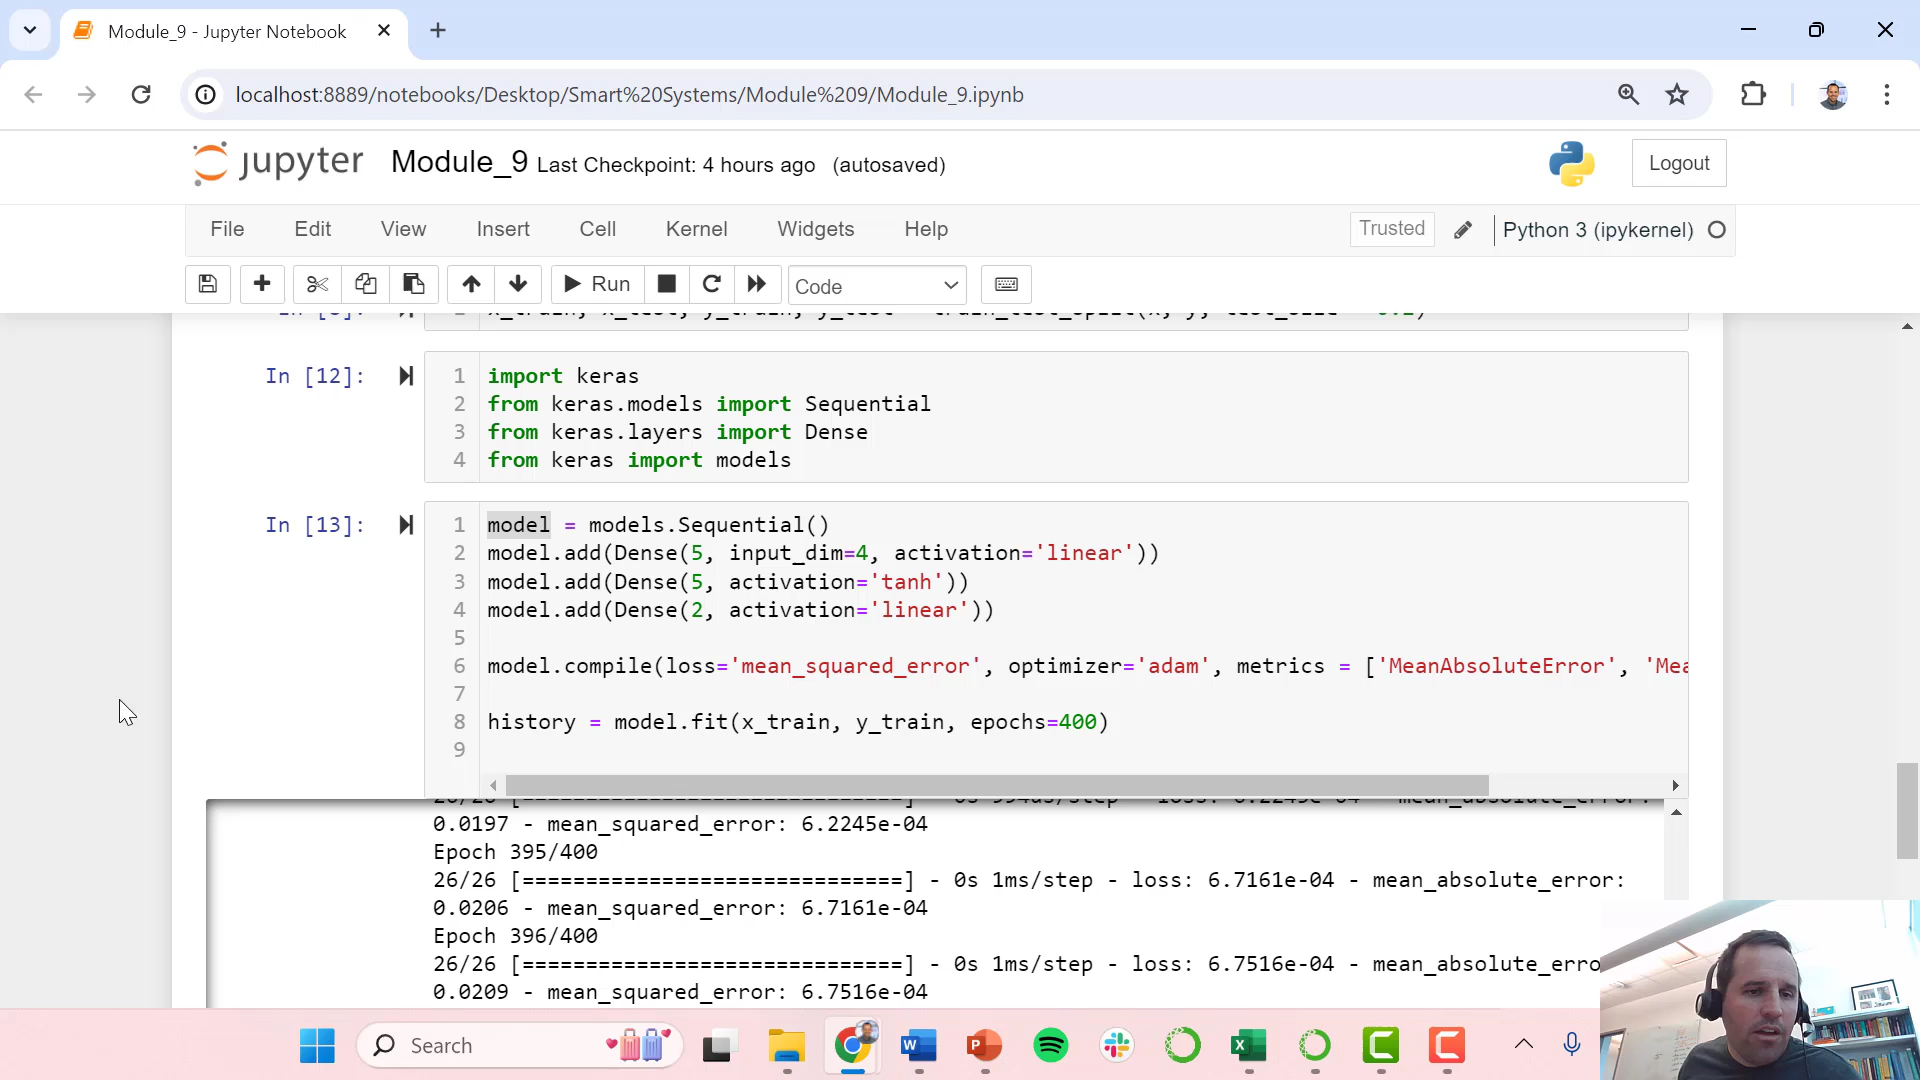 Module_9 - Jupyter Notebook
localhost:8889/notebooks/Desktop/Smart%20Systems/Module%209/Module_9.ipynb
jupyter Module_9 Last Checkpoint: 4 hours ago (autosaved)
Logout
File Edit View Insert Cell Kernel Widgets Help
Trusted
Python 3 (ipykernel)
Run
Code
In [12]:
1 import keras
2 from keras.models import Sequential
3 from keras.layers import Dense
4 from keras import models
In [13]:
1 model = models.Sequential()
2 model.add(Dense(5, input_dim=4, activation='linear'))
3 model.add(Dense(5, activation='tanh'))
4 model.add(Dense(2, activation='linear'))
5
6 model.compile(loss='mean_squared_error', optimizer='adam', metrics = ['MeanAbsoluteError', 'Mea
7
8 history = model.fit(x_train, y_train, epochs=400)
9
0.0197 - mean_squared_error: 6.2245e-04
Epoch 395/400
26/26 [==============================] - 0s 1ms/step - loss: 6.7161e-04 - mean_absolute_error:
0.0206 - mean_squared_error: 6.7161e-04
Epoch 396/400
26/26 [==============================] - 0s 1ms/step - loss: 6.7516e-04 - mean_absolute_erro
0.0209 - mean_squared_error: 6.7516e-04
Search